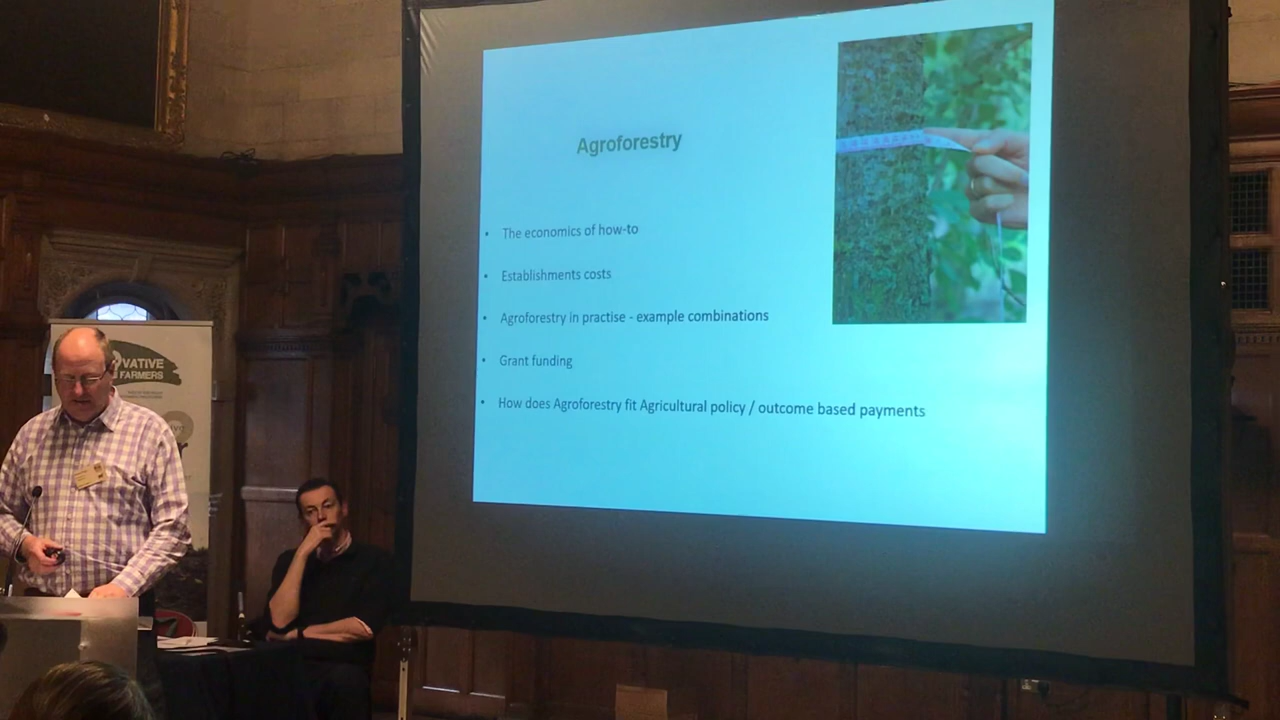 Agroforestry
• The economics of how-to
• Establishments costs
• Agroforestry in practise - example combinations
• Grant funding
• How does Agroforestry fit Agricultural policy / outcome based payments
VATIVE
FARMERS